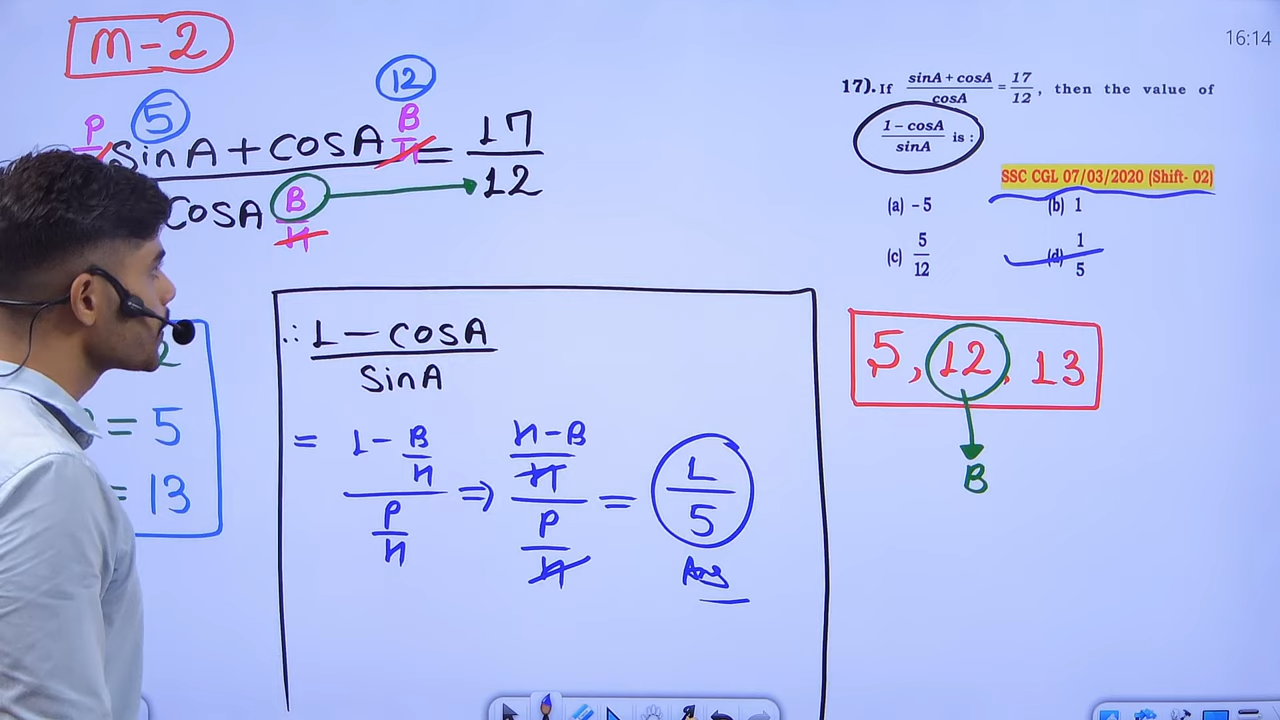 m-2
16:14
17). If (sinA + cosA)/cosA = 17/12, then the value of
(1 - cosA)/sinA is :
SSC CGL 07/03/2020 (Shift- 02)
(a) - 5
(b) 1
(c) 5/12
(d) 1/5
5 12
P B/H
sinA + cosA = 17/12
cosA B/H
= 5
= 13
∴ (1 - cosA)/sinA
= (1 - B/H)/(P/H) ⇒ ((H-B)/H)/(P/H) = 1/5
Ans
5, 12, 13
B